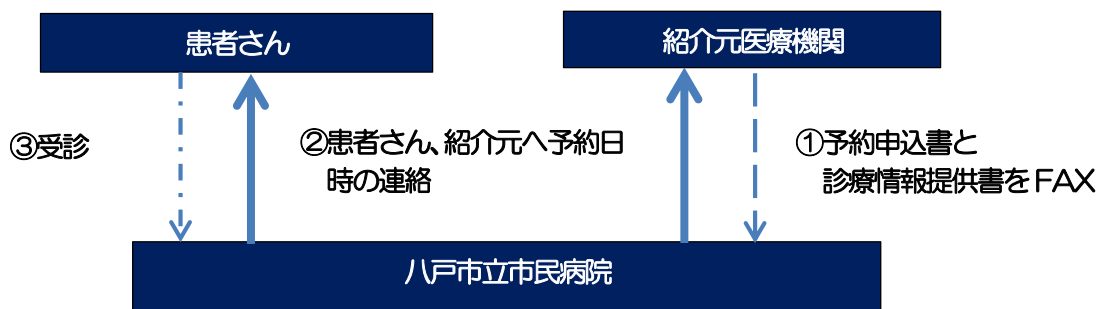 患者さん
紹介元医療機関
③受診
②患者さん、紹介元へ予約日
時の連絡
①予約申込書と
診療情報提供書をFAX
八戸市立市民病院